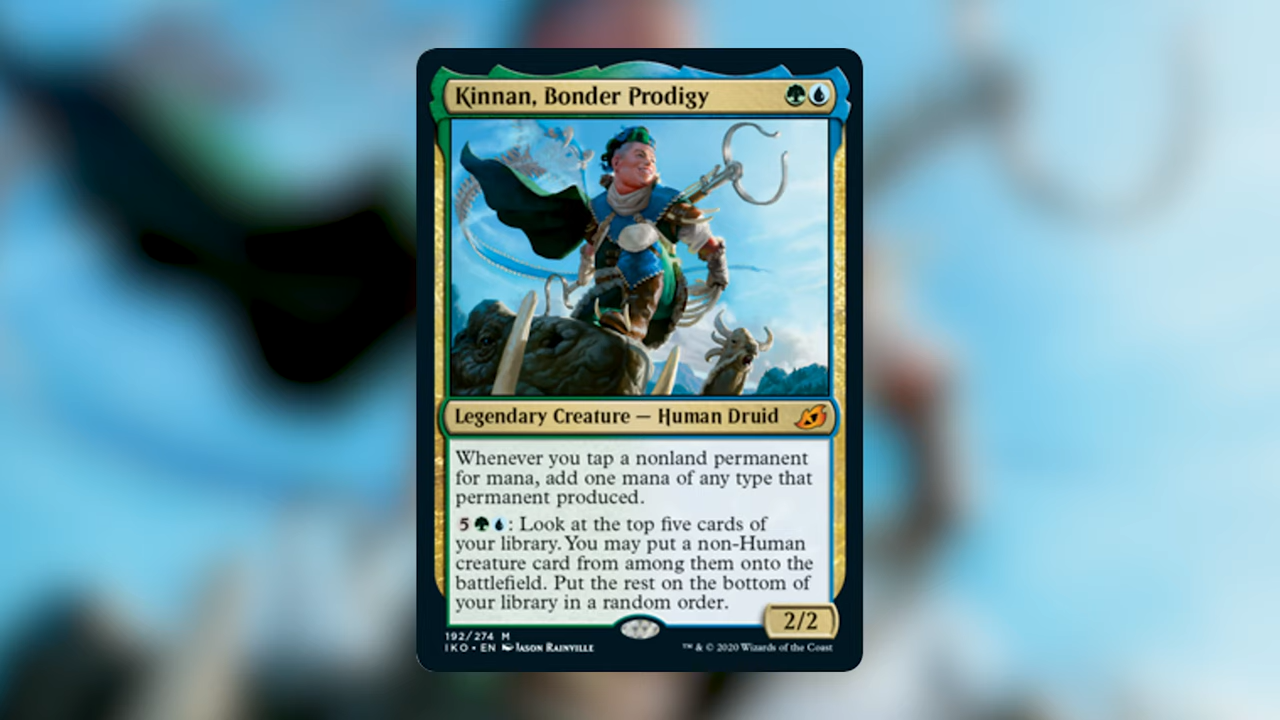 Kinnan, Bonder Prodigy
Legendary Creature — Human Druid
Whenever you tap a nonland permanent
for mana, add one mana of any type that
permanent produced.
5: Look at the top five cards of
your library. You may put a non-Human
creature card from among them onto the
battlefield. Put the rest on the bottom of
your library in a random order.
2/2
192/274 M
IKO • EN Jason Rainville
™ & © 2020 Wizards of the Coast